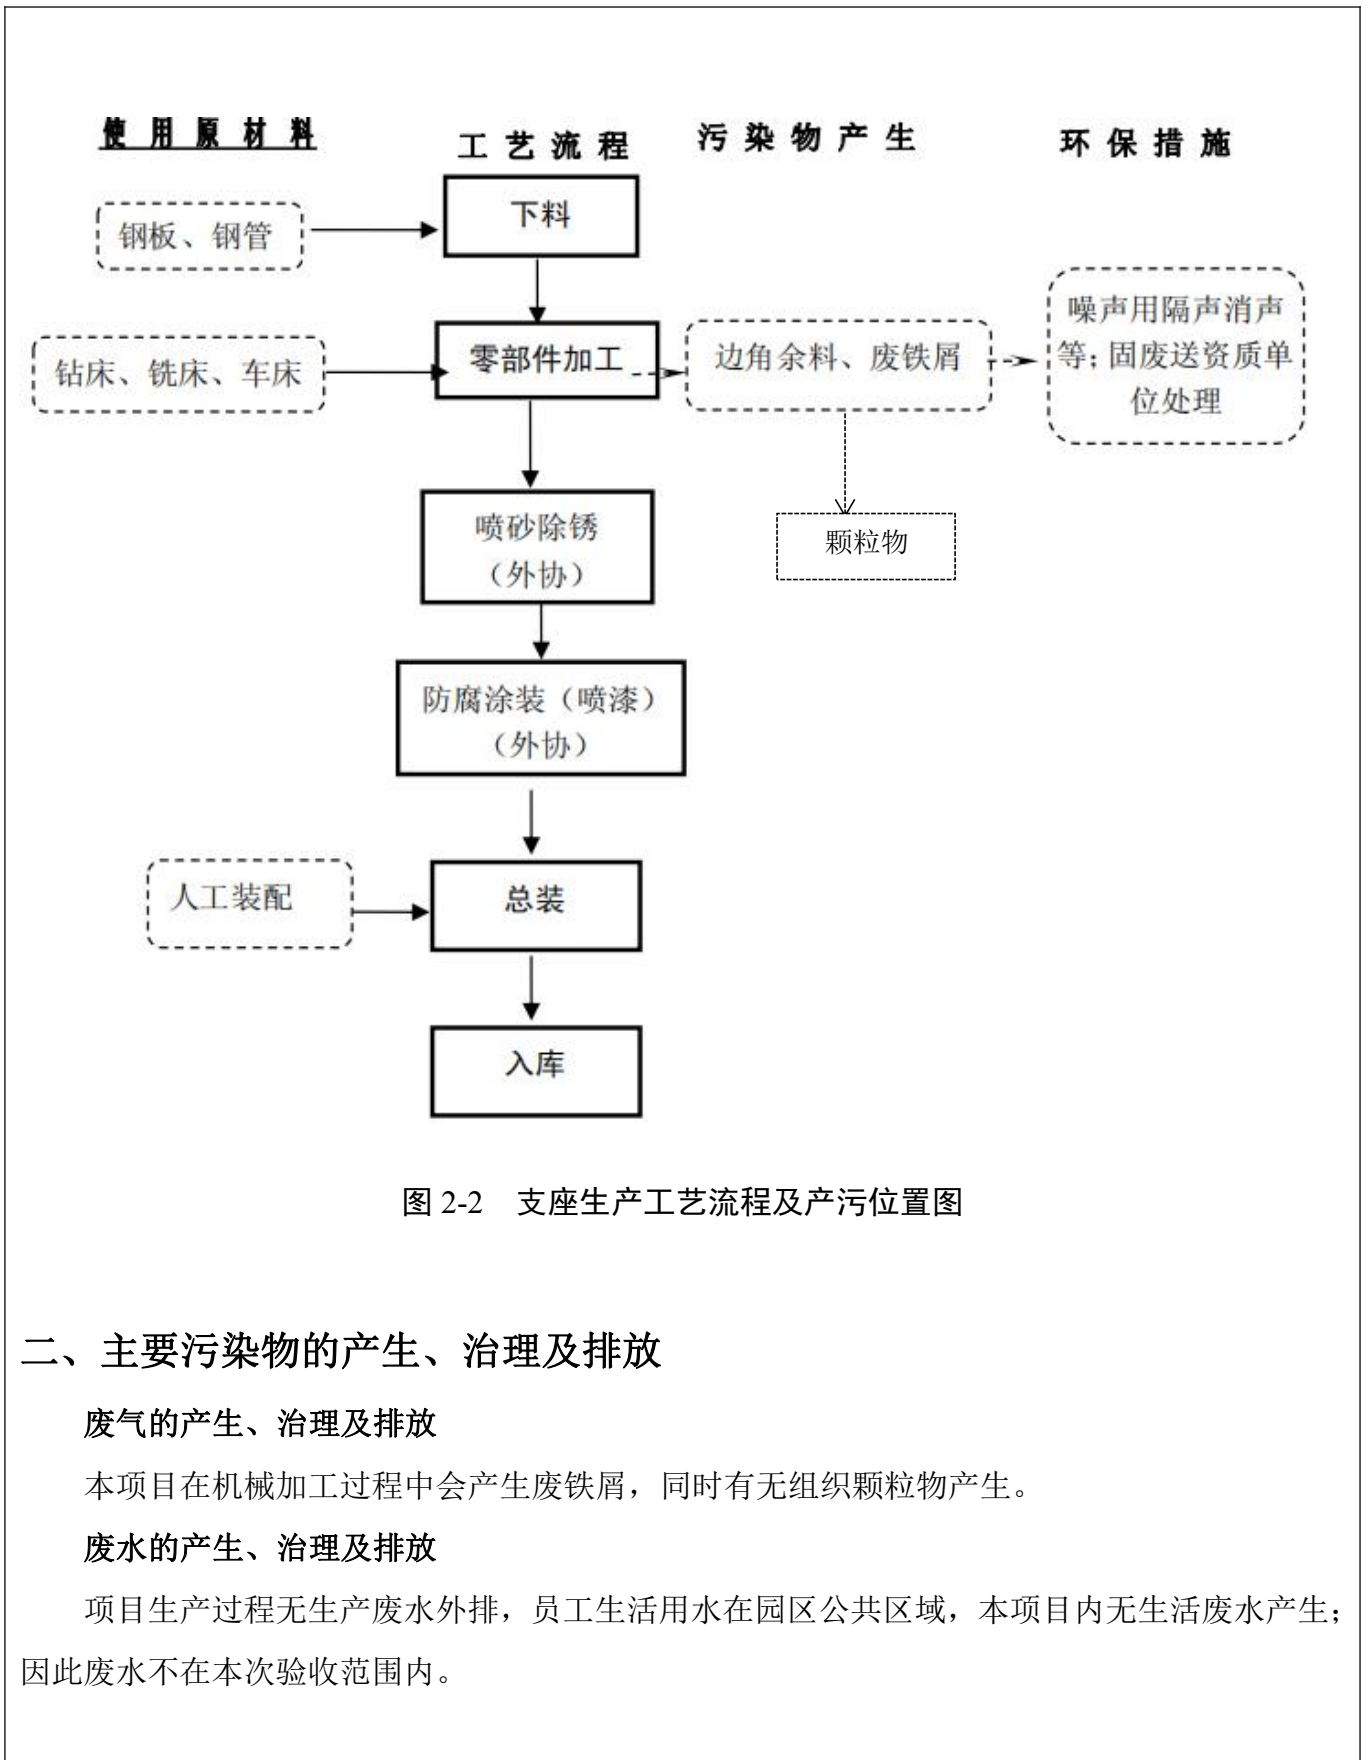 使用原材料
工艺流程
污染物产生
环保措施
下料
钢板、钢管
零部件加工
钻床、铣床、车床
边角余料、废铁屑
噪声用隔声消声
等；固废送资质单
位处理
颗粒物
喷砂除锈
（外协）
防腐涂装（喷漆）
（外协）
人工装配
总装
入库
图 2-2 支座生产工艺流程及产污位置图
二、主要污染物的产生、治理及排放
废气的产生、治理及排放
本项目在机械加工过程中会产生废铁屑，同时有无组织颗粒物产生。
废水的产生、治理及排放
项目生产过程无生产废水外排，员工生活用水在园区公共区域，本项目内无生活废水产生；
因此废水不在本次验收范围内。